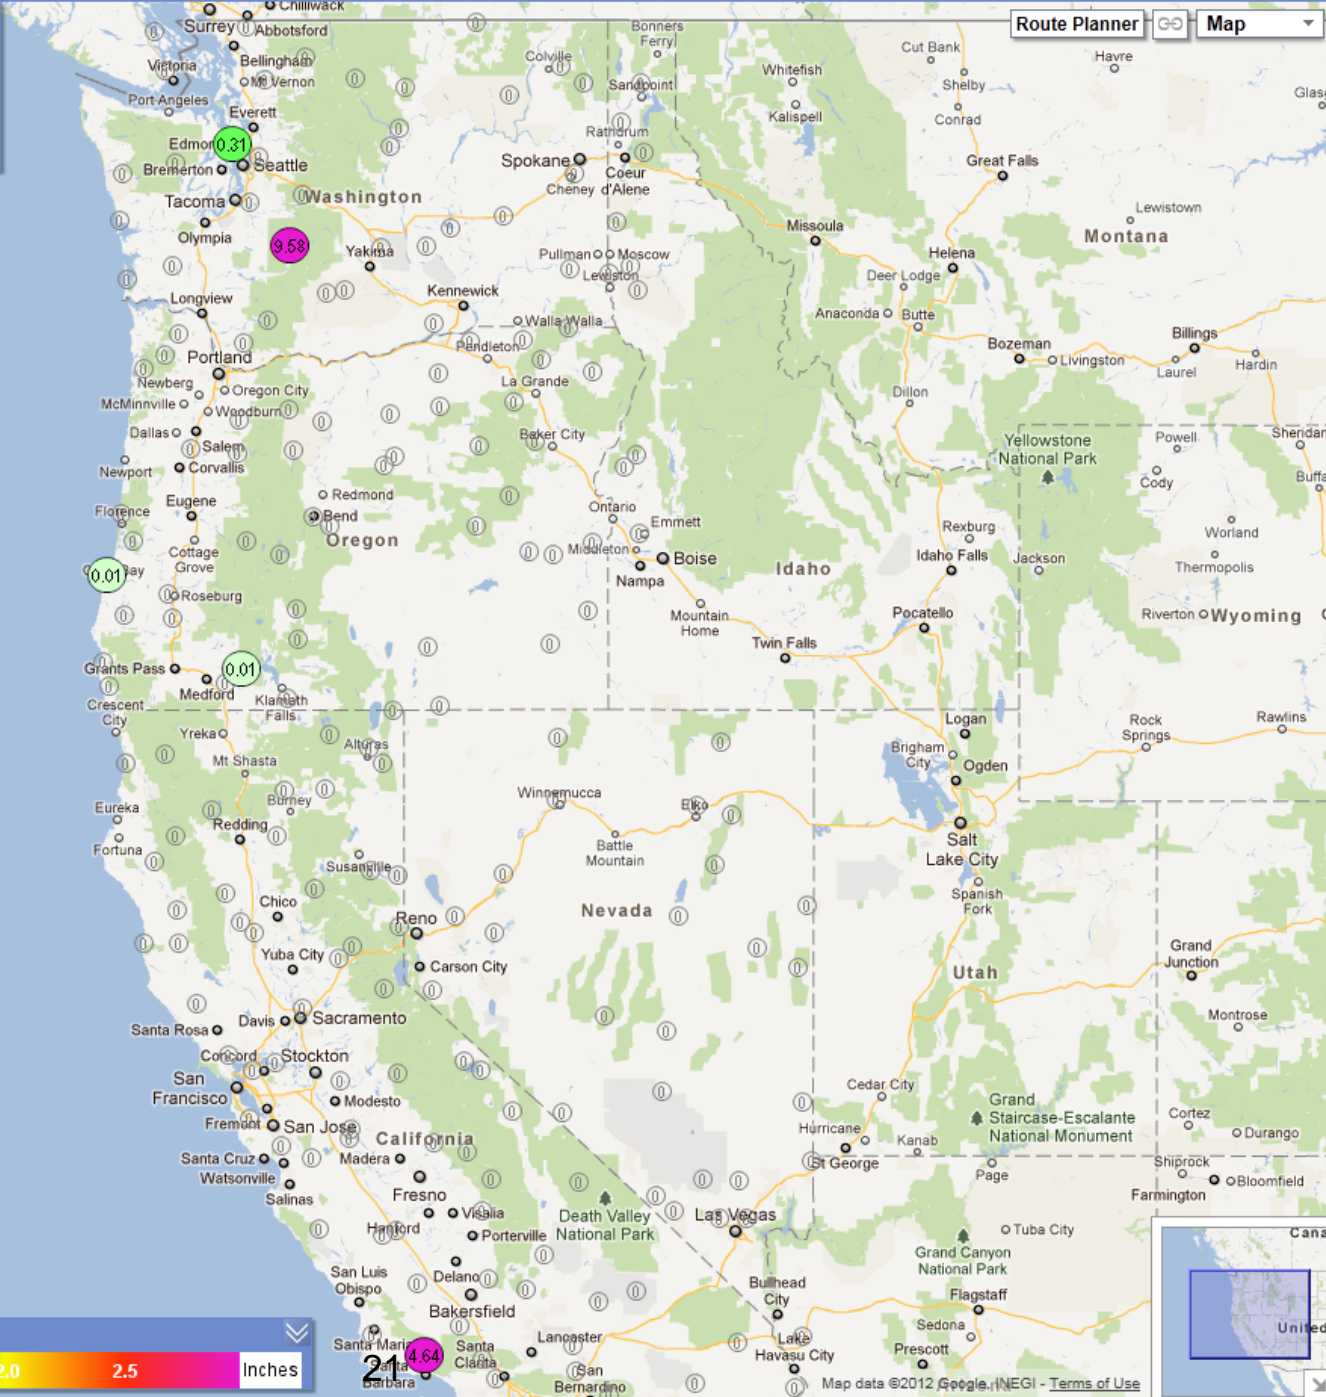 Chilliwack
Surrey
Abbotsford
Route Planner
Map
Bonners
Ferry
Cut Bank
Havre
Bellingham
Colville
Victoria
Mt Vernon
Whitefish
Sandpoint
Shelby
Port Angeles
Glasg
Everett
Kalispell
Conrad
Rathdrum
Edmon
0.31
Seattle
Spokane
Great Falls
Bremerton
Coeur
d'Alene
Cheney
Washington
Tacoma
Lewistown
Olympia
Missoula
Montana
9.58
Yakima
Pullman
Moscow
Helena
Lewiston
Deer Lodge
Kennewick
Longview
Anaconda
Butte
Walla Walla
Billings
Pendleton
Bozeman
Portland
Livingston
Laurel
Hardin
La Grande
Newberg
Oregon City
Dillon
McMinnville
Woodburn
Dallas
Salem
Baker City
Yellowstone
National Park
Powell
Sheridan
Newport
Corvallis
Cody
Buffa
Redmond
Eugene
Ontario
Florence
Bend
Emmett
Rexburg
Worland
Oregon
Cottage
Grove
Middleton
Boise
Idaho Falls
Jackson
Thermopolis
0.01
Bay
Nampa
Idaho
Roseburg
Mountain
Home
Pocatello
Riverton
Wyoming
Twin Falls
Grants Pass
0.01
Medford
Klamath
Falls
Crescent
City
Logan
Rock
Springs
Rawlins
Yreka
Alturas
Brigham
City
Mt Shasta
Ogden
Winnemucca
Burney
Elko
Eureka
Redding
Salt
Lake City
Battle
Mountain
Fortuna
Susanville
Spanish
Fork
Chico
Nevada
Reno
Grand
Junction
Yuba City
Carson City
Utah
Davis
Sacramento
Montrose
Santa Rosa
Concord
Stockton
San
Francisco
Cedar City
Modesto
Grand
Staircase-Escalante
National Monument
Cortez
Fremont
San Jose
California
Hurricane
Kanab
Durango
Santa Cruz
Madera
St George
Shiprock
Watsonville
Page
Bloomfield
Salinas
Fresno
Farmington
Visalia
Death Valley
National Park
Las Vegas
Hanford
Porterville
Tuba City
Grand Canyon
National Park
Cana
San Luis
Obispo
Delano
Bullhead
City
Bakersfield
Flagstaff
Sedona
United
Santa Maria
Santa
Clarita
Lancaster
Lake
Havasu City
Prescott
4.64
21
2.0
2.5
Inches
Santa
Barbara
San
Bernardino
Map data ©2012 Google, INEGI - Terms of Use